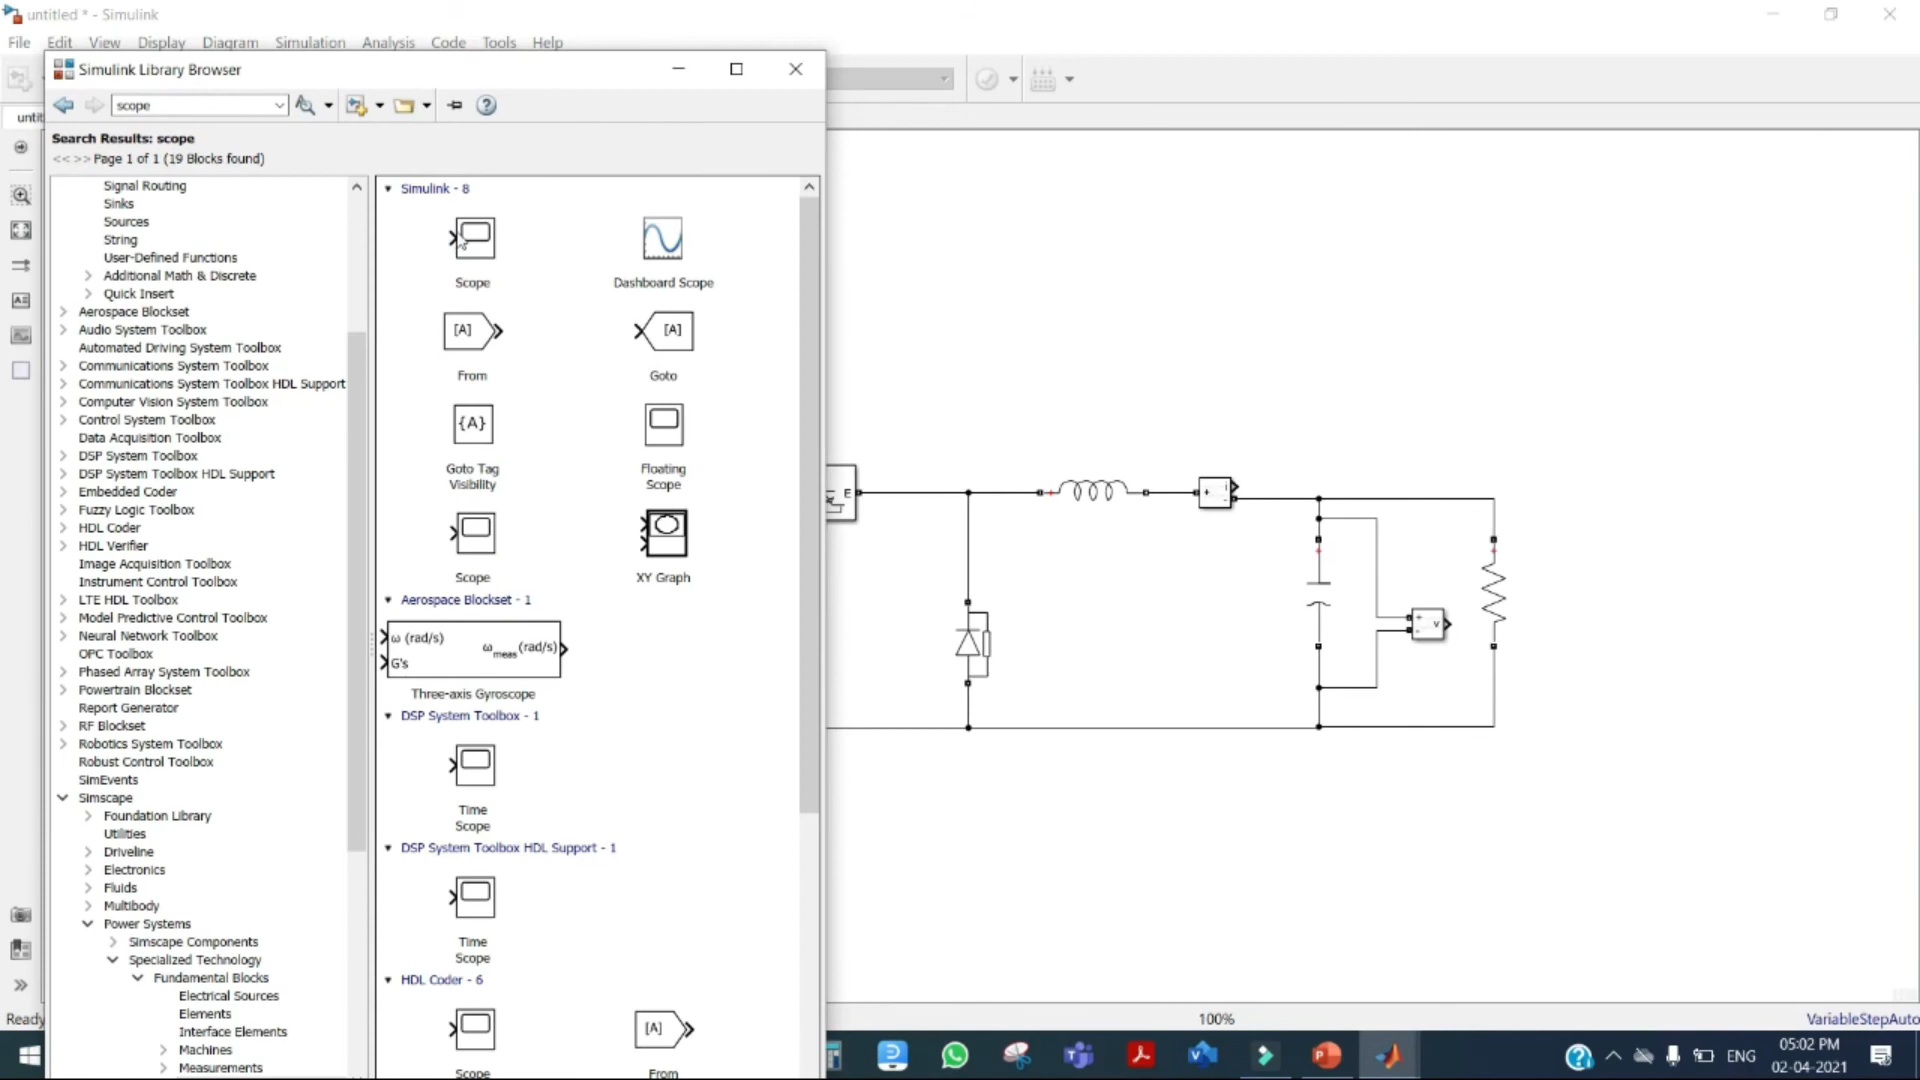 untitled * - Simulink
File Edit View Display Diagram Simulation Analysis Code Tools Help
Simulink Library Browser
scope
untit
Search Results: scope
<< >> Page 1 of 1 (19 Blocks found)
Signal Routing
Sinks
Sources
String
User-Defined Functions
Additional Math & Discrete
Quick Insert
Aerospace Blockset
Audio System Toolbox
Automated Driving System Toolbox
Communications System Toolbox
Communications System Toolbox HDL Support
Computer Vision System Toolbox
Control System Toolbox
Data Acquisition Toolbox
DSP System Toolbox
DSP System Toolbox HDL Support
Embedded Coder
Fuzzy Logic Toolbox
HDL Coder
HDL Verifier
Image Acquisition Toolbox
Instrument Control Toolbox
LTE HDL Toolbox
Model Predictive Control Toolbox
Neural Network Toolbox
OPC Toolbox
Phased Array System Toolbox
Powertrain Blockset
Report Generator
RF Blockset
Robotics System Toolbox
Robust Control Toolbox
SimEvents
Simscape
Foundation Library
Utilities
Driveline
Electronics
Fluids
Multibody
Power Systems
Simscape Components
Specialized Technology
Fundamental Blocks
Electrical Sources
Elements
Interface Elements
Machines
Measurements
Simulink - 8
Scope Dashboard Scope
[A] [A]
From Goto
{A}
Goto Tag
Visibility
Floating
Scope
Scope XY Graph
Aerospace Blockset - 1
ω (rad/s)
G's
ω meas (rad/s)
Three-axis Gyroscope
DSP System Toolbox - 1
Time
Scope
DSP System Toolbox HDL Support - 1
Time
Scope
HDL Coder - 6
[A]
Scope From
E
+ i
-
+ v
-
Ready 100% VariableStepAuto
ENG
05:02 PM
02-04-2021